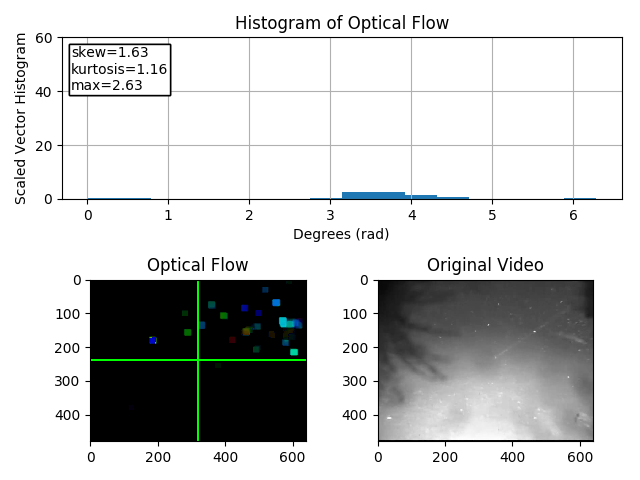 Histogram of Optical Flow
Scaled Vector Histogram
60
40
20
0
skew=1.63
kurtosis=1.16
max=2.63
0 1 2 3 4 5 6
Degrees (rad)
Optical Flow
0
100
200
300
400
0 200 400 600
Original Video
0
100
200
300
400
0 200 400 600